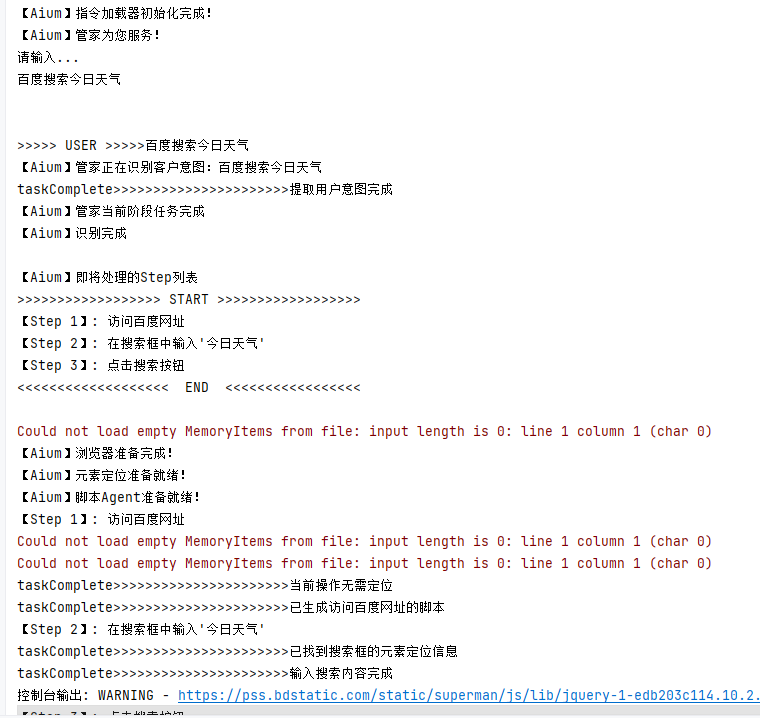 【Aium】指令加载器初始化完成!
【Aium】管家为您服务!
请输入...
百度搜索今日天气
>>>>> USER >>>>>百度搜索今日天气
【Aium】管家正在识别客户意图: 百度搜索今日天气
taskComplete>>>>>>>>>>>>>>>>>>>>>>提取用户意图完成
【Aium】管家当前阶段任务完成
【Aium】识别完成
【Aium】即将处理的Step列表
>>>>>>>>>>>>>>>>>> START >>>>>>>>>>>>>>>>>>
【Step 1】: 访问百度网址
【Step 2】: 在搜索框中输入'今日天气'
【Step 3】: 点击搜索按钮
<<<<<<<<<<<<<<<<<<<  END  <<<<<<<<<<<<<<<<<
Could not load empty MemoryItems from file: input length is 0: line 1 column 1 (char 0)
【Aium】浏览器准备完成!
【Aium】元素定位准备就绪!
【Aium】脚本Agent准备就绪!
【Step 1】: 访问百度网址
Could not load empty MemoryItems from file: input length is 0: line 1 column 1 (char 0)
Could not load empty MemoryItems from file: input length is 0: line 1 column 1 (char 0)
taskComplete>>>>>>>>>>>>>>>>>>>>>>当前操作无需定位
taskComplete>>>>>>>>>>>>>>>>>>>>>>已生成访问百度网址的脚本
【Step 2】: 在搜索框中输入'今日天气'
taskComplete>>>>>>>>>>>>>>>>>>>>>>已找到搜索框的元素定位信息
taskComplete>>>>>>>>>>>>>>>>>>>>>>输入搜索内容完成
控制台输出: WARNING - https://pss.bdstatic.com/static/superman/js/lib/jquery-1-edb203c114.10.2.